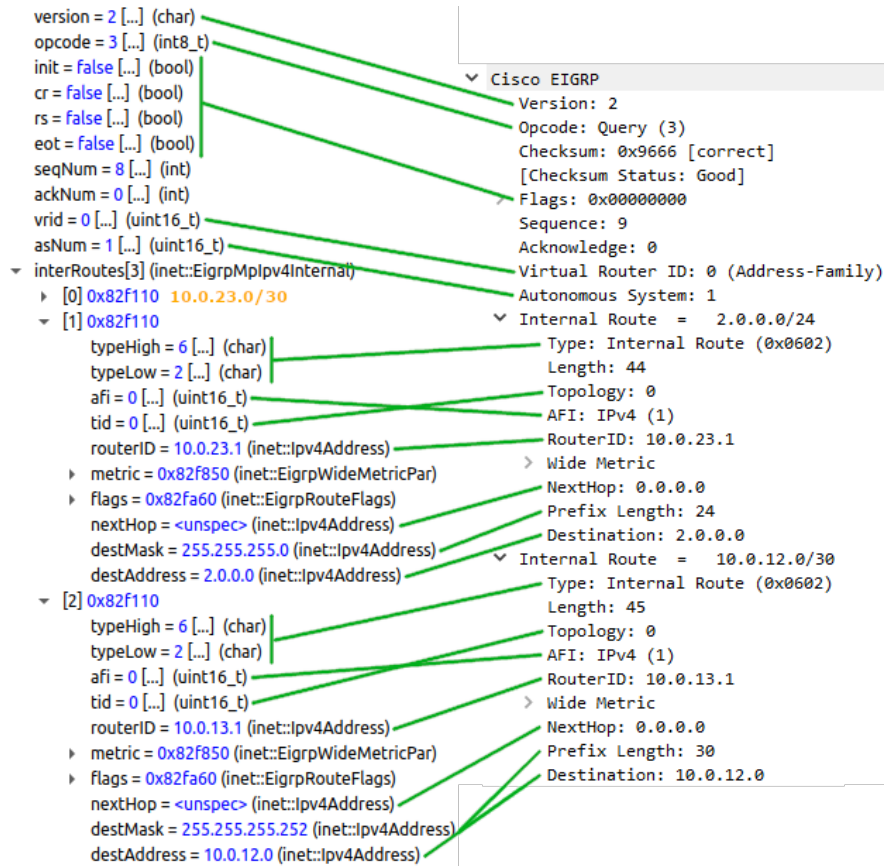 version = 2 [...] (char)
opcode = 3 [...] (int8_t)
init = false [...] (bool)
cr = false [...] (bool)
rs = false [...] (bool)
eot = false [...] (bool)
seqNum = 8 [...] (int)
ackNum = 0 [...] (int)
vrid = 0 [...] (uint16_t)
asNum = 1 [...] (uint16_t)
interRoutes[3] (inet::EigrpMpIpv4Internal)
[0] 0x82f110 10.0.23.0/30
[1] 0x82f110
typeHigh = 6 [...] (char)
typeLow = 2 [...] (char)
afi = 0 [...] (uint16_t)
tid = 0 [...] (uint16_t)
routerID = 10.0.23.1 (inet::Ipv4Address)
metric = 0x82f850 (inet::EigrpWideMetricPar)
flags = 0x82fa60 (inet::EigrpRouteFlags)
nextHop = <unspec> (inet::Ipv4Address)
destMask = 255.255.255.0 (inet::Ipv4Address)
destAddress = 2.0.0.0 (inet::Ipv4Address)
[2] 0x82f110
typeHigh = 6 [...] (char)
typeLow = 2 [...] (char)
afi = 0 [...] (uint16_t)
tid = 0 [...] (uint16_t)
routerID = 10.0.13.1 (inet::Ipv4Address)
metric = 0x82f850 (inet::EigrpWideMetricPar)
flags = 0x82fa60 (inet::EigrpRouteFlags)
nextHop = <unspec> (inet::Ipv4Address)
destMask = 255.255.255.252 (inet::Ipv4Address)
destAddress = 10.0.12.0 (inet::Ipv4Address)
Cisco EIGRP
Version: 2
Opcode: Query (3)
Checksum: 0x9666 [correct]
[Checksum Status: Good]
Flags: 0x00000000
Sequence: 9
Acknowledge: 0
Virtual Router ID: 0 (Address-Family)
Autonomous System: 1
Internal Route = 2.0.0.0/24
Type: Internal Route (0x0602)
Length: 44
Topology: 0
AFI: IPv4 (1)
RouterID: 10.0.23.1
Wide Metric
NextHop: 0.0.0.0
Prefix Length: 24
Destination: 2.0.0.0
Internal Route = 10.0.12.0/30
Type: Internal Route (0x0602)
Length: 45
Topology: 0
AFI: IPv4 (1)
RouterID: 10.0.13.1
Wide Metric
NextHop: 0.0.0.0
Prefix Length: 30
Destination: 10.0.12.0